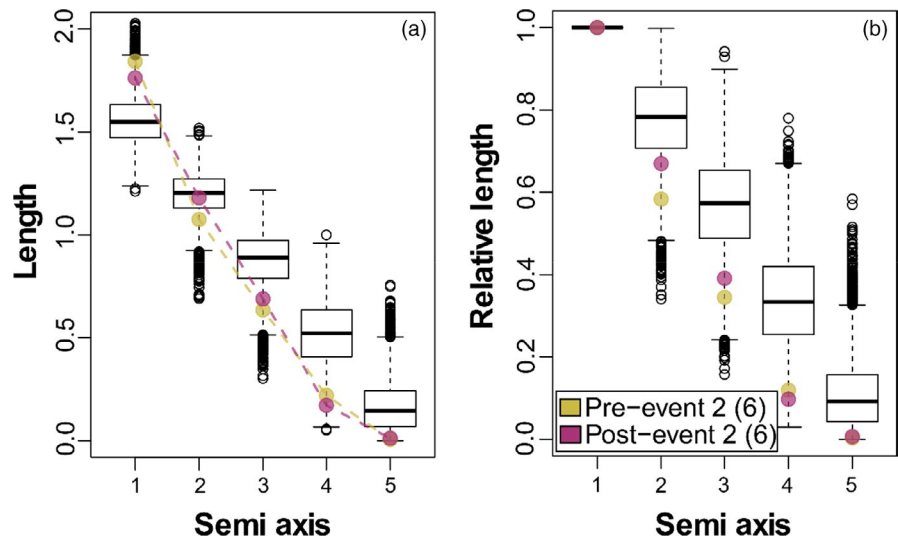 (a)
Length
2.0
1.5
1.0
0.5
0.0
1 2 3 4 5
Semi axis
(b)
Relative length
1.0
0.8
0.6
0.4
0.2
0.0
Pre-event 2 (6)
Post-event 2 (6)
1 2 3 4 5
Semi axis